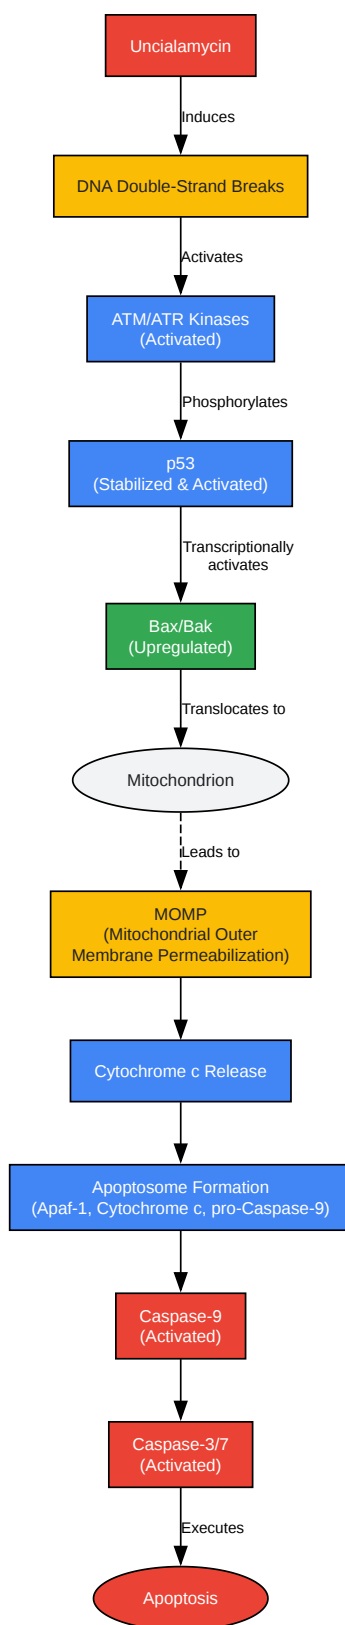 Uncialamycin
Induces
DNA Double-Strand Breaks
Activates
ATM/ATR Kinases
(Activated)
Phosphorylates
p53
(Stabilized & Activated)
Transcriptionally
activates
Bax/Bak
(Upregulated)
Translocates to
Mitochondrion
Leads to
MOMP
(Mitochondrial Outer
Membrane Permeabilization)
Cytochrome c Release
Apoptosome Formation
(Apaf-1, Cytochrome c, pro-Caspase-9)
Caspase-9
(Activated)
Caspase-3/7
(Activated)
Executes
Apoptosis